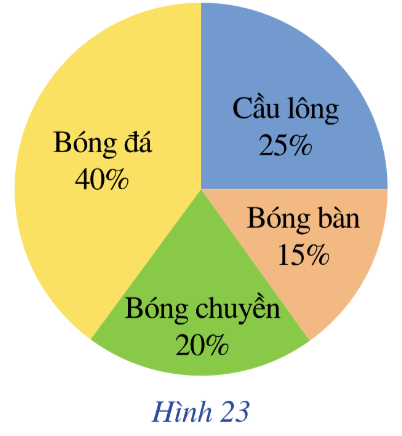 Cầu lông
25%
Bóng đá
40%
Bóng bàn
15%
Bóng chuyền
20%
Hình 23